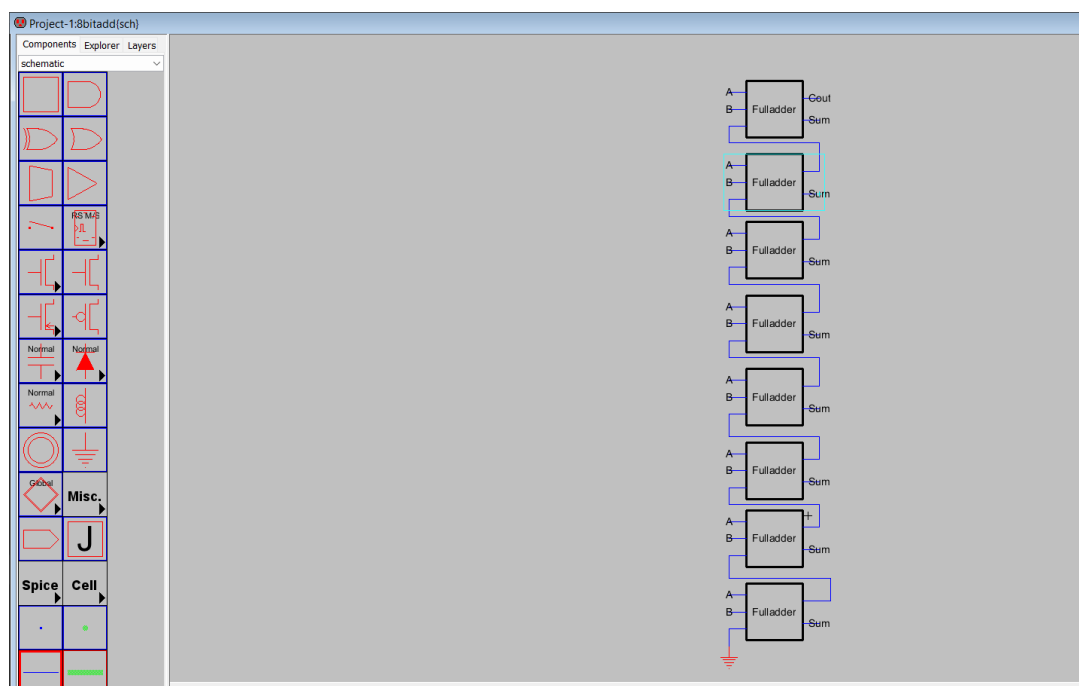 Project-1:8bitadd{sch}
Components Explorer Layers
schematic
RS M/S
Normal Normal
Normal
Global Misc.
J
Spice Cell
A
B Fulladder Cout
Sum
A
B Fulladder
Sum
A
B Fulladder
Sum
A
B Fulladder
Sum
A
B Fulladder
Sum
A
B Fulladder
Sum
A
B Fulladder
Sum
A
B Fulladder
Sum